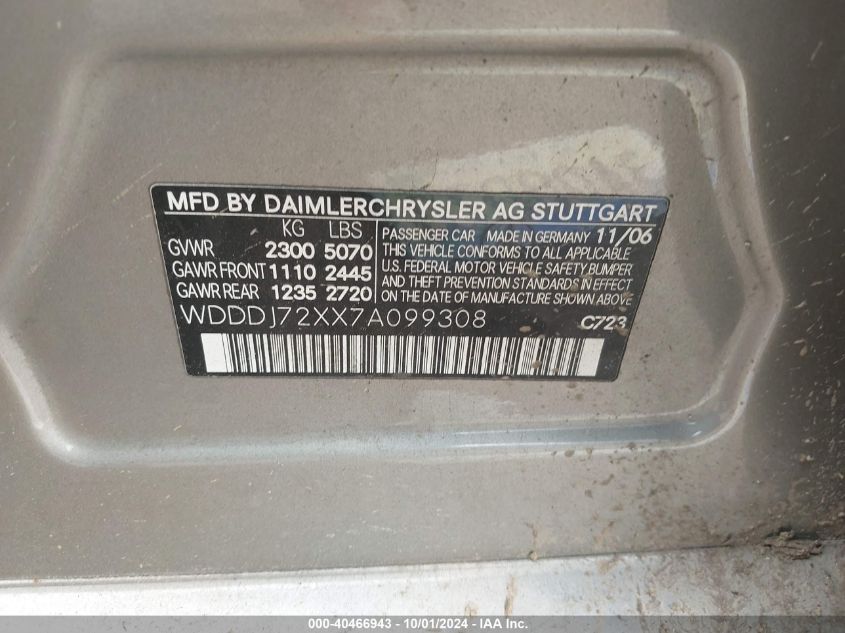 MFD BY DAIMLERCHRYSLER AG STUTTGART
KG LBS
GVWR 2300 5070
GAWR FRONT 1110 2445
GAWR REAR 1235 2720
PASSENGER CAR MADE IN GERMANY 11/06
THIS VEHICLE CONFORMS TO ALL APPLICABLE
U.S. FEDERAL MOTOR VEHICLE SAFETY BUMPER
AND THEFT PREVENTION STANDARDS IN EFFECT
ON THE DATE OF MANUFACTURE SHOWN ABOVE
WDDDJ72XX7A099308 C723
000-40466943 - 10/01/2024 - IAA Inc.